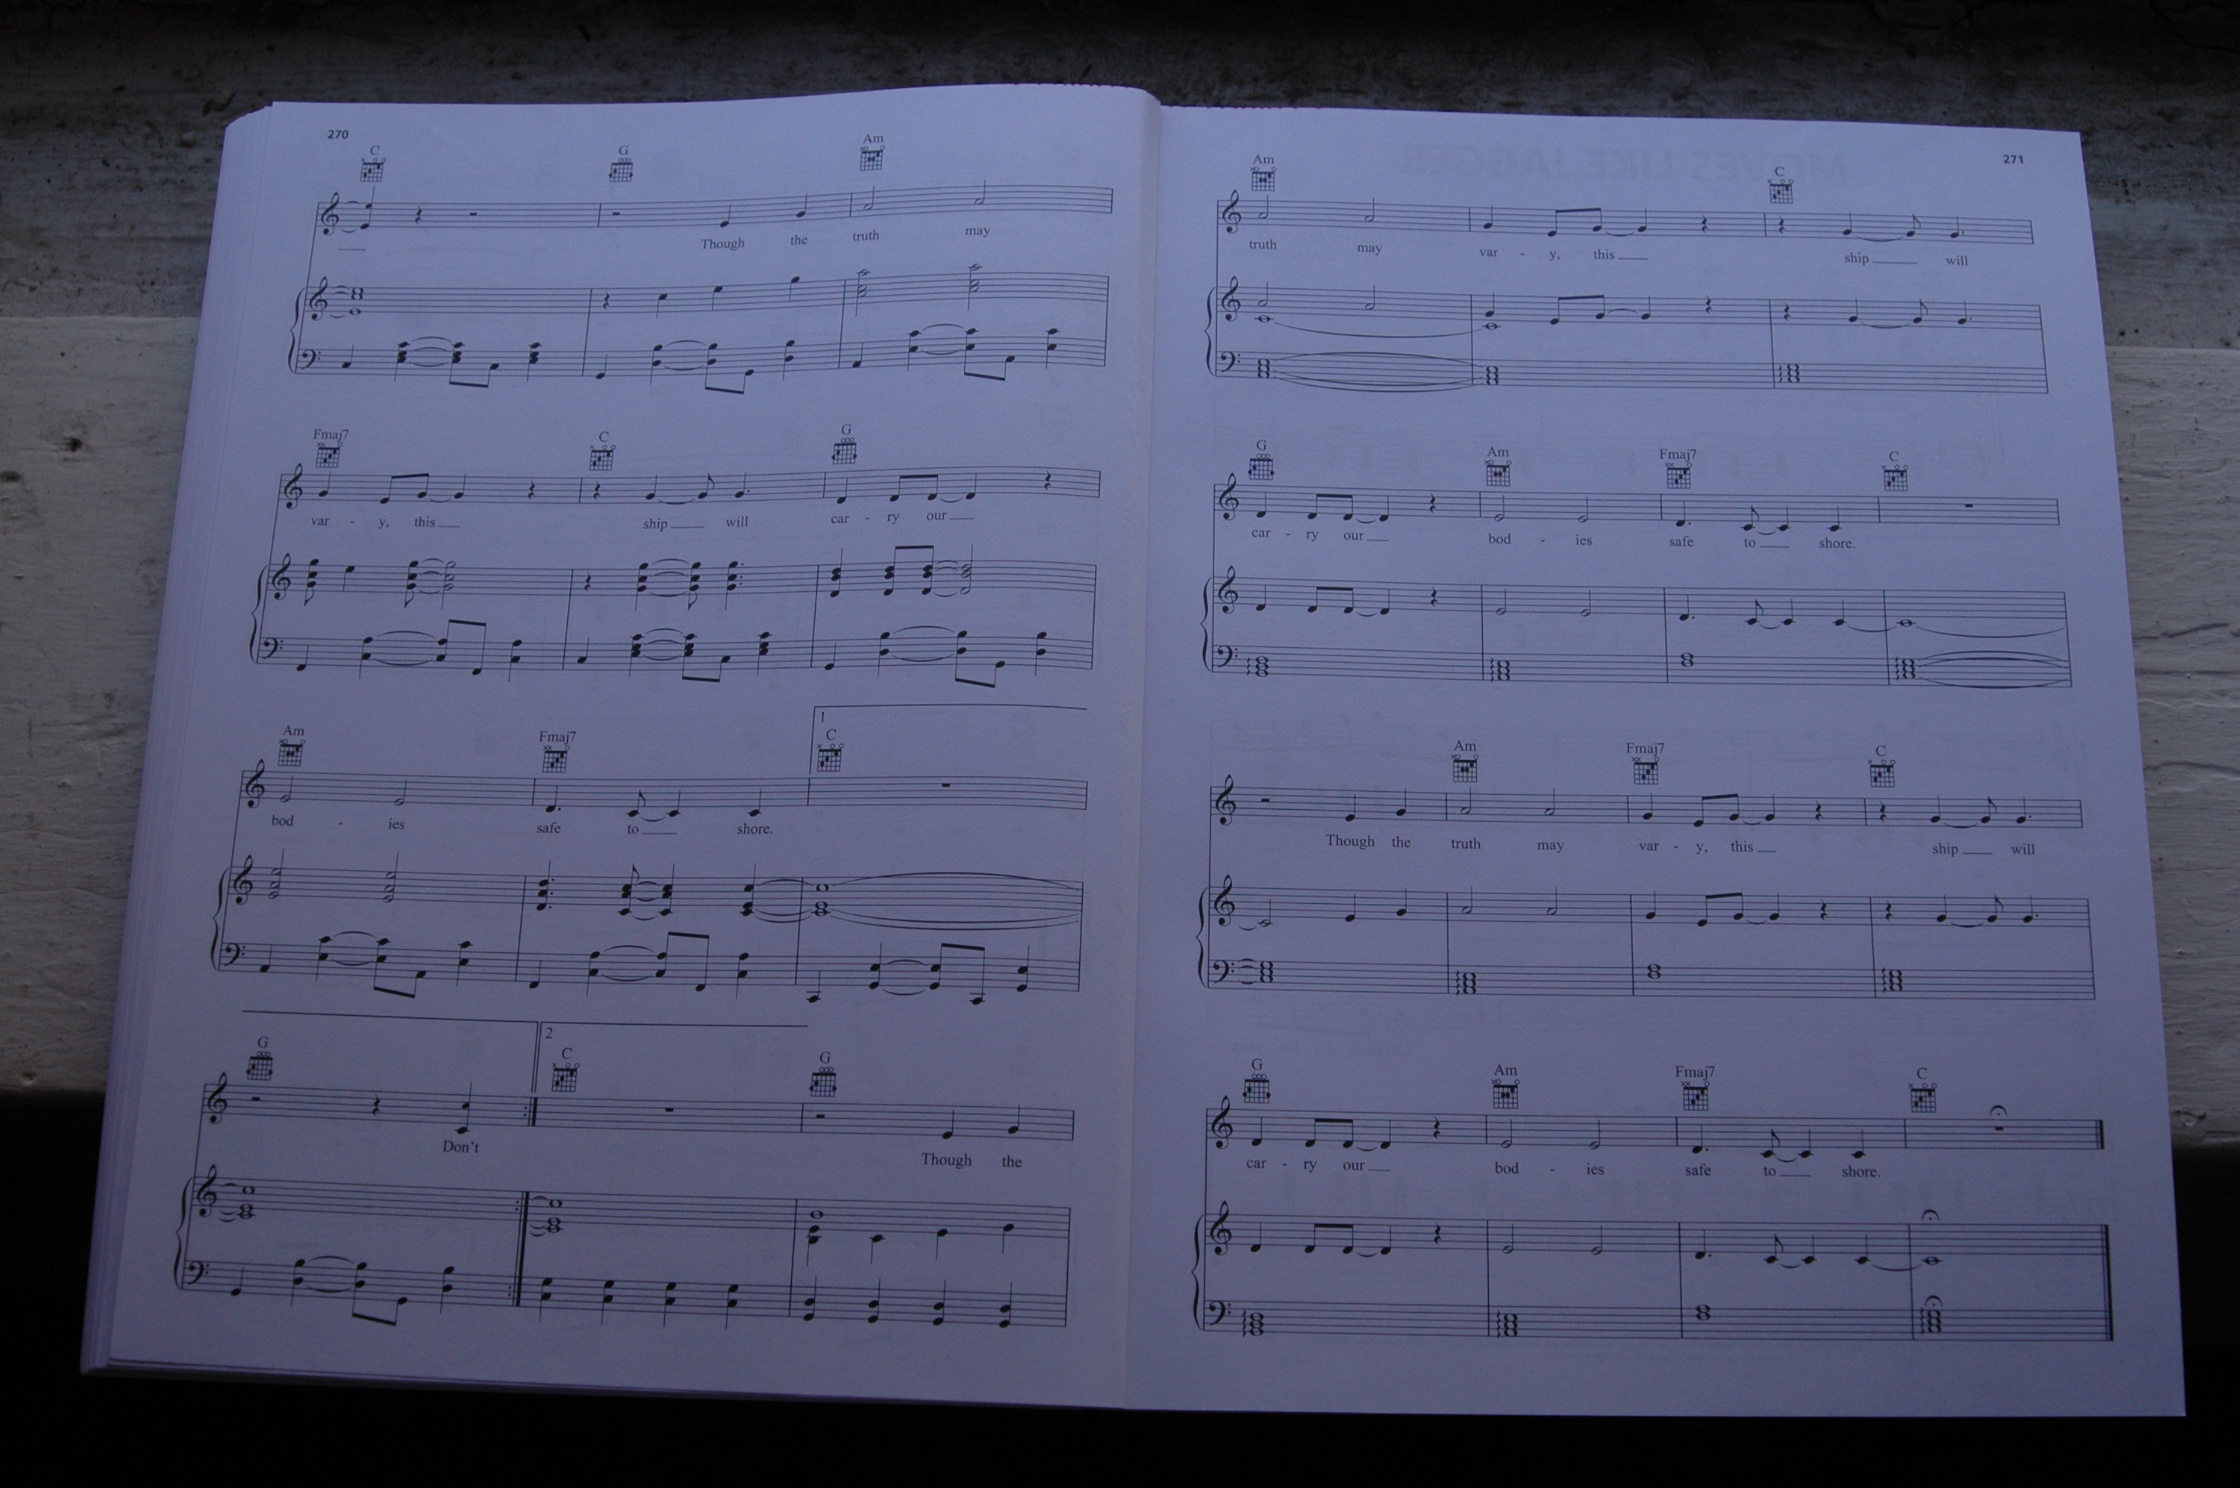 270
C G Am
Though the truth may
Fmaj7 C G
var - y, this ship will car - ry our
1
Am Fmaj7 C
bod - ies safe to shore.
2
G C G
Don't Though the
271
Am C
truth may var - y, this ship will
G Am Fmaj7 C
car - ry our bod - ies safe to shore.
Am Fmaj7 C
Though the truth may var - y, this ship will
G Am Fmaj7 C
car - ry our bod - ies safe to shore.
MOVES LIKE JAGGER